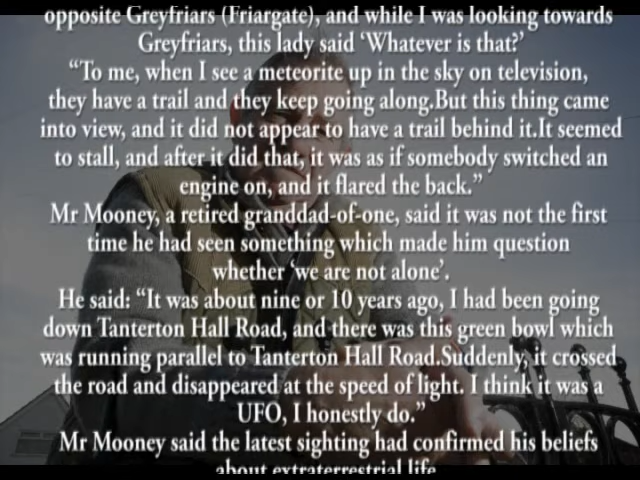 opposite Greyfriars (Friargate), and while I was looking towards
Greyfriars, this lady said ‘Whatever is that?’
“To me, when I see a meteorite up in the sky on television,
they have a trail and they keep going along.But this thing came
into view, and it did not appear to have a trail behind it.It seemed
to stall, and after it did that, it was as if somebody switched an
engine on, and it flared the back.”
Mr Mooney, a retired granddad-of-one, said it was not the first
time he had seen something which made him question
whether ‘we are not alone’.
He said: “It was about nine or 10 years ago, I had been going
down Tanterton Hall Road, and there was this green bowl which
was running parallel to Tanterton Hall Road.Suddenly, it crossed
the road and disappeared at the speed of light. I think it was a
UFO, I honestly do.”
Mr Mooney said the latest sighting had confirmed his beliefs
about extraterrestrial life